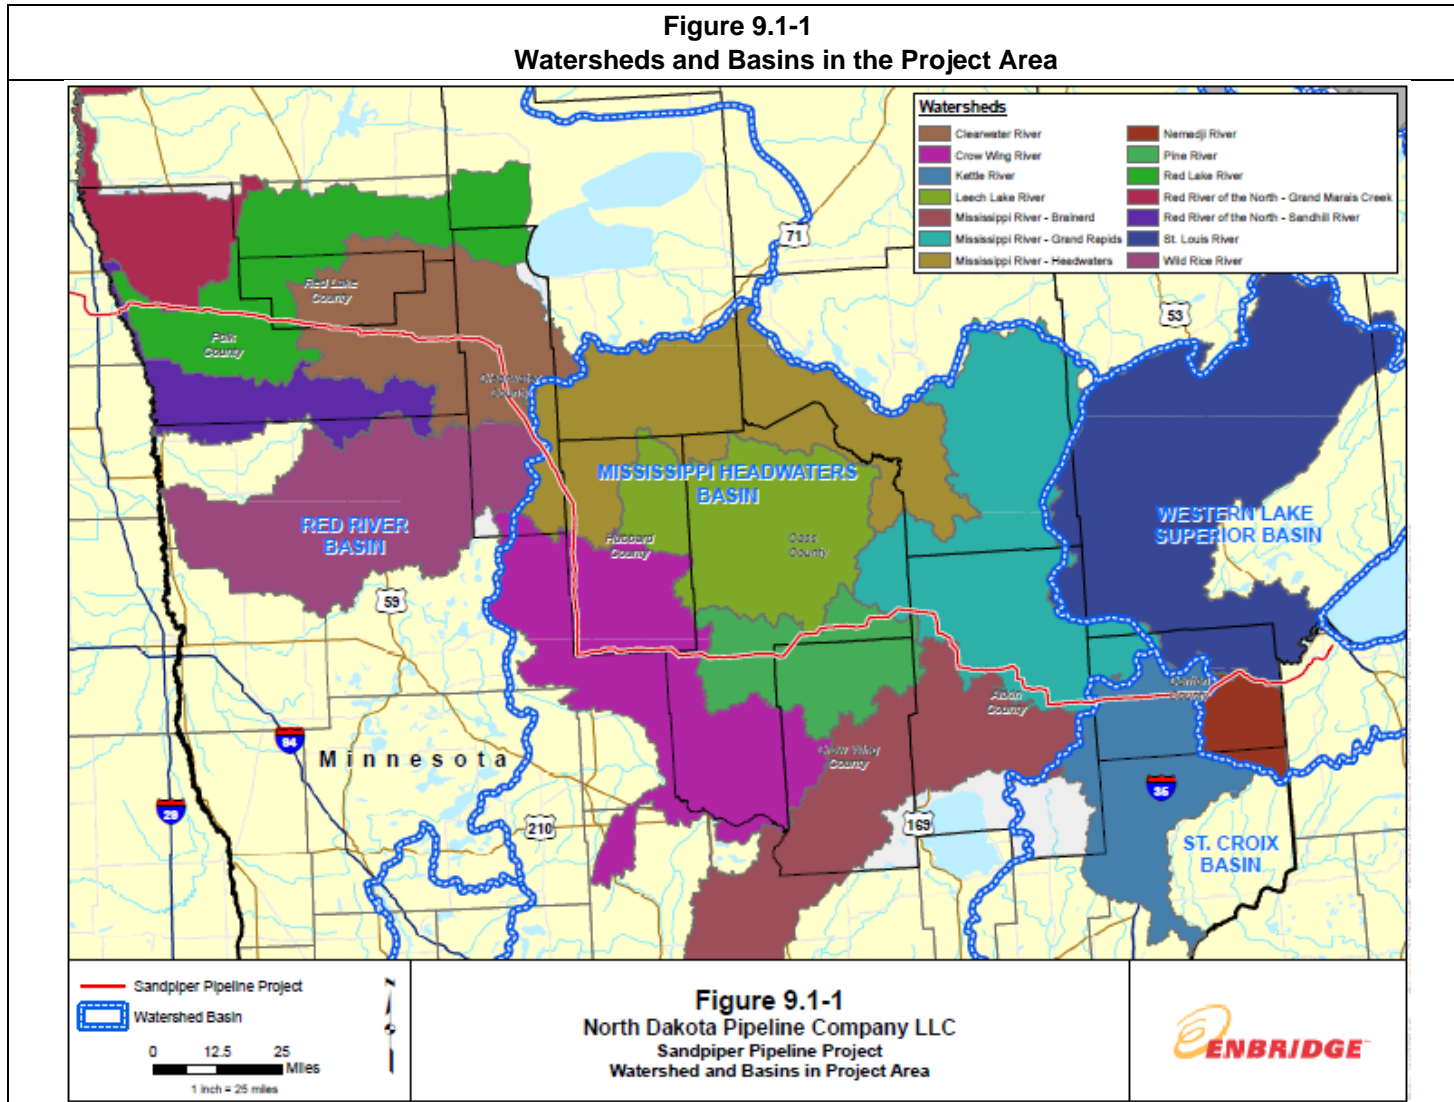 Figure 9.1-1
Watersheds and Basins in the Project Area
Watersheds
Clearwater River
Crow Wing River
Kettle River
Leech Lake River
Mississippi River - Brainerd
Mississippi River - Grand Rapids
Mississippi River - Headwaters
Nemadji River
Pine River
Red Lake River
Red River of the North - Grand Marais Creek
Red River of the North - Sandhill River
St. Louis River
Wild Rice River
71
53
Red Lake
County
Polk
County
Clearwater
County
MISSISSIPPI HEADWATERS
BASIN
RED RIVER
BASIN
WESTERN LAKE
SUPERIOR BASIN
Hubbard
County
Cass
County
59
Carlton
County
Aitkin
County
Crow Wing
County
94
Minnesota
29
35
210
169
ST. CROIX
BASIN
Sandpiper Pipeline Project
Watershed Basin
0 12.5 25
Miles
1 inch = 25 miles
N
Figure 9.1-1
North Dakota Pipeline Company LLC
Sandpiper Pipeline Project
Watershed and Basins in Project Area
ENBRIDGE